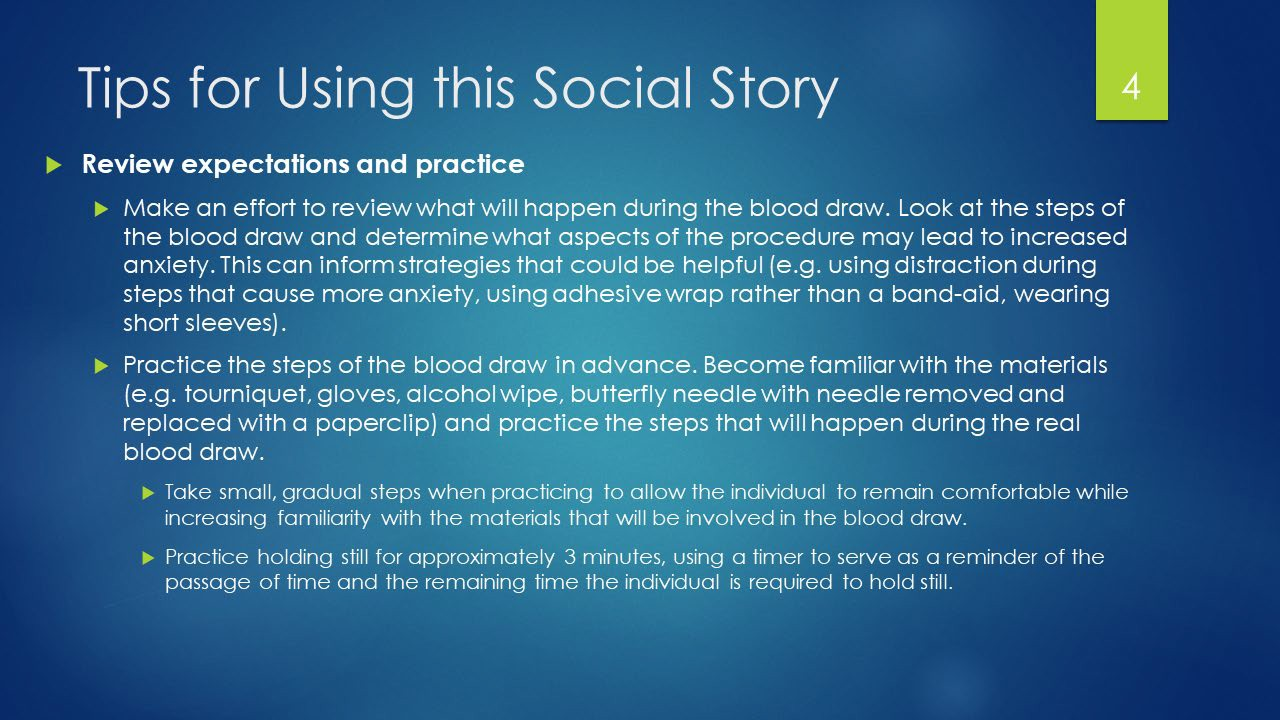 Tips for Using this Social Story
4
Review expectations and practice
Make an effort to review what will happen during the blood draw. Look at the steps of
the blood draw and determine what aspects of the procedure may lead to increased
anxiety. This can inform strategies that could be helpful (e.g. using distraction during
steps that cause more anxiety, using adhesive wrap rather than a band-aid, wearing
short sleeves).
Practice the steps of the blood draw in advance. Become familiar with the materials
(e.g. tourniquet, gloves, alcohol wipe, butterfly needle with needle removed and
replaced with a paperclip) and practice the steps that will happen during the real
blood draw.
Take small, gradual steps when practicing to allow the individual to remain comfortable while
increasing familiarity with the materials that will be involved in the blood draw.
Practice holding still for approximately 3 minutes, using a timer to serve as a reminder of the
passage of time and the remaining time the individual is required to hold still.